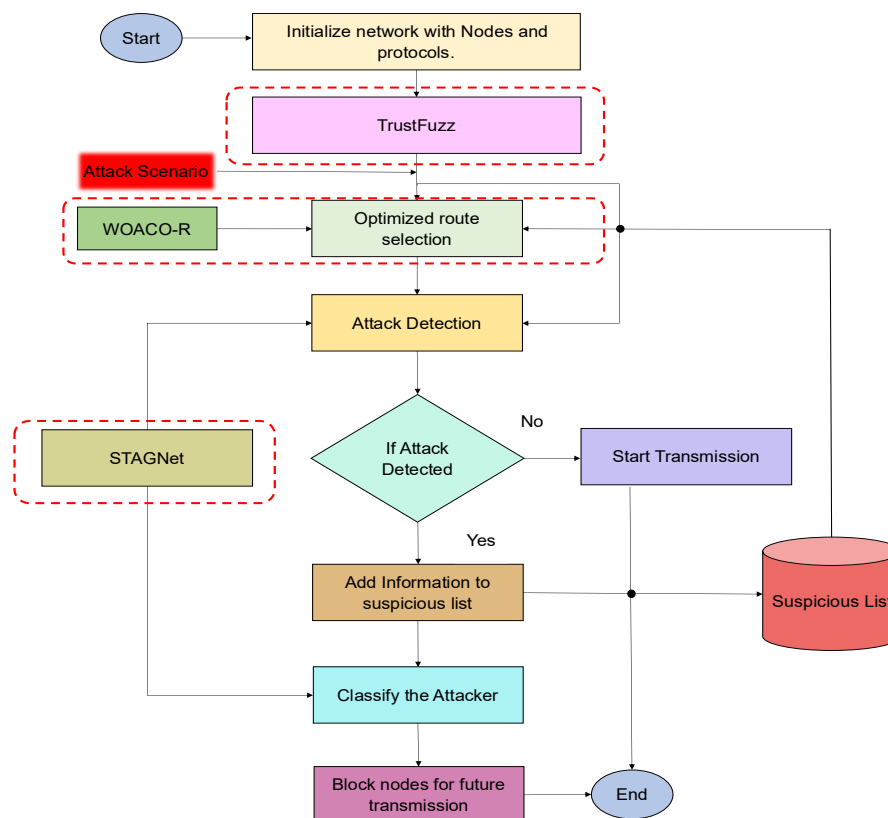 Start
Initialize network with Nodes and
protocols.
TrustFuzz
Attack Scenario
WOACO-R
Optimized route
selection
Attack Detection
STAGNet
If Attack
Detected
No
Start Transmission
Yes
Add Information to
suspicious list
Suspicious List
Classify the Attacker
Block nodes for future
transmission
End